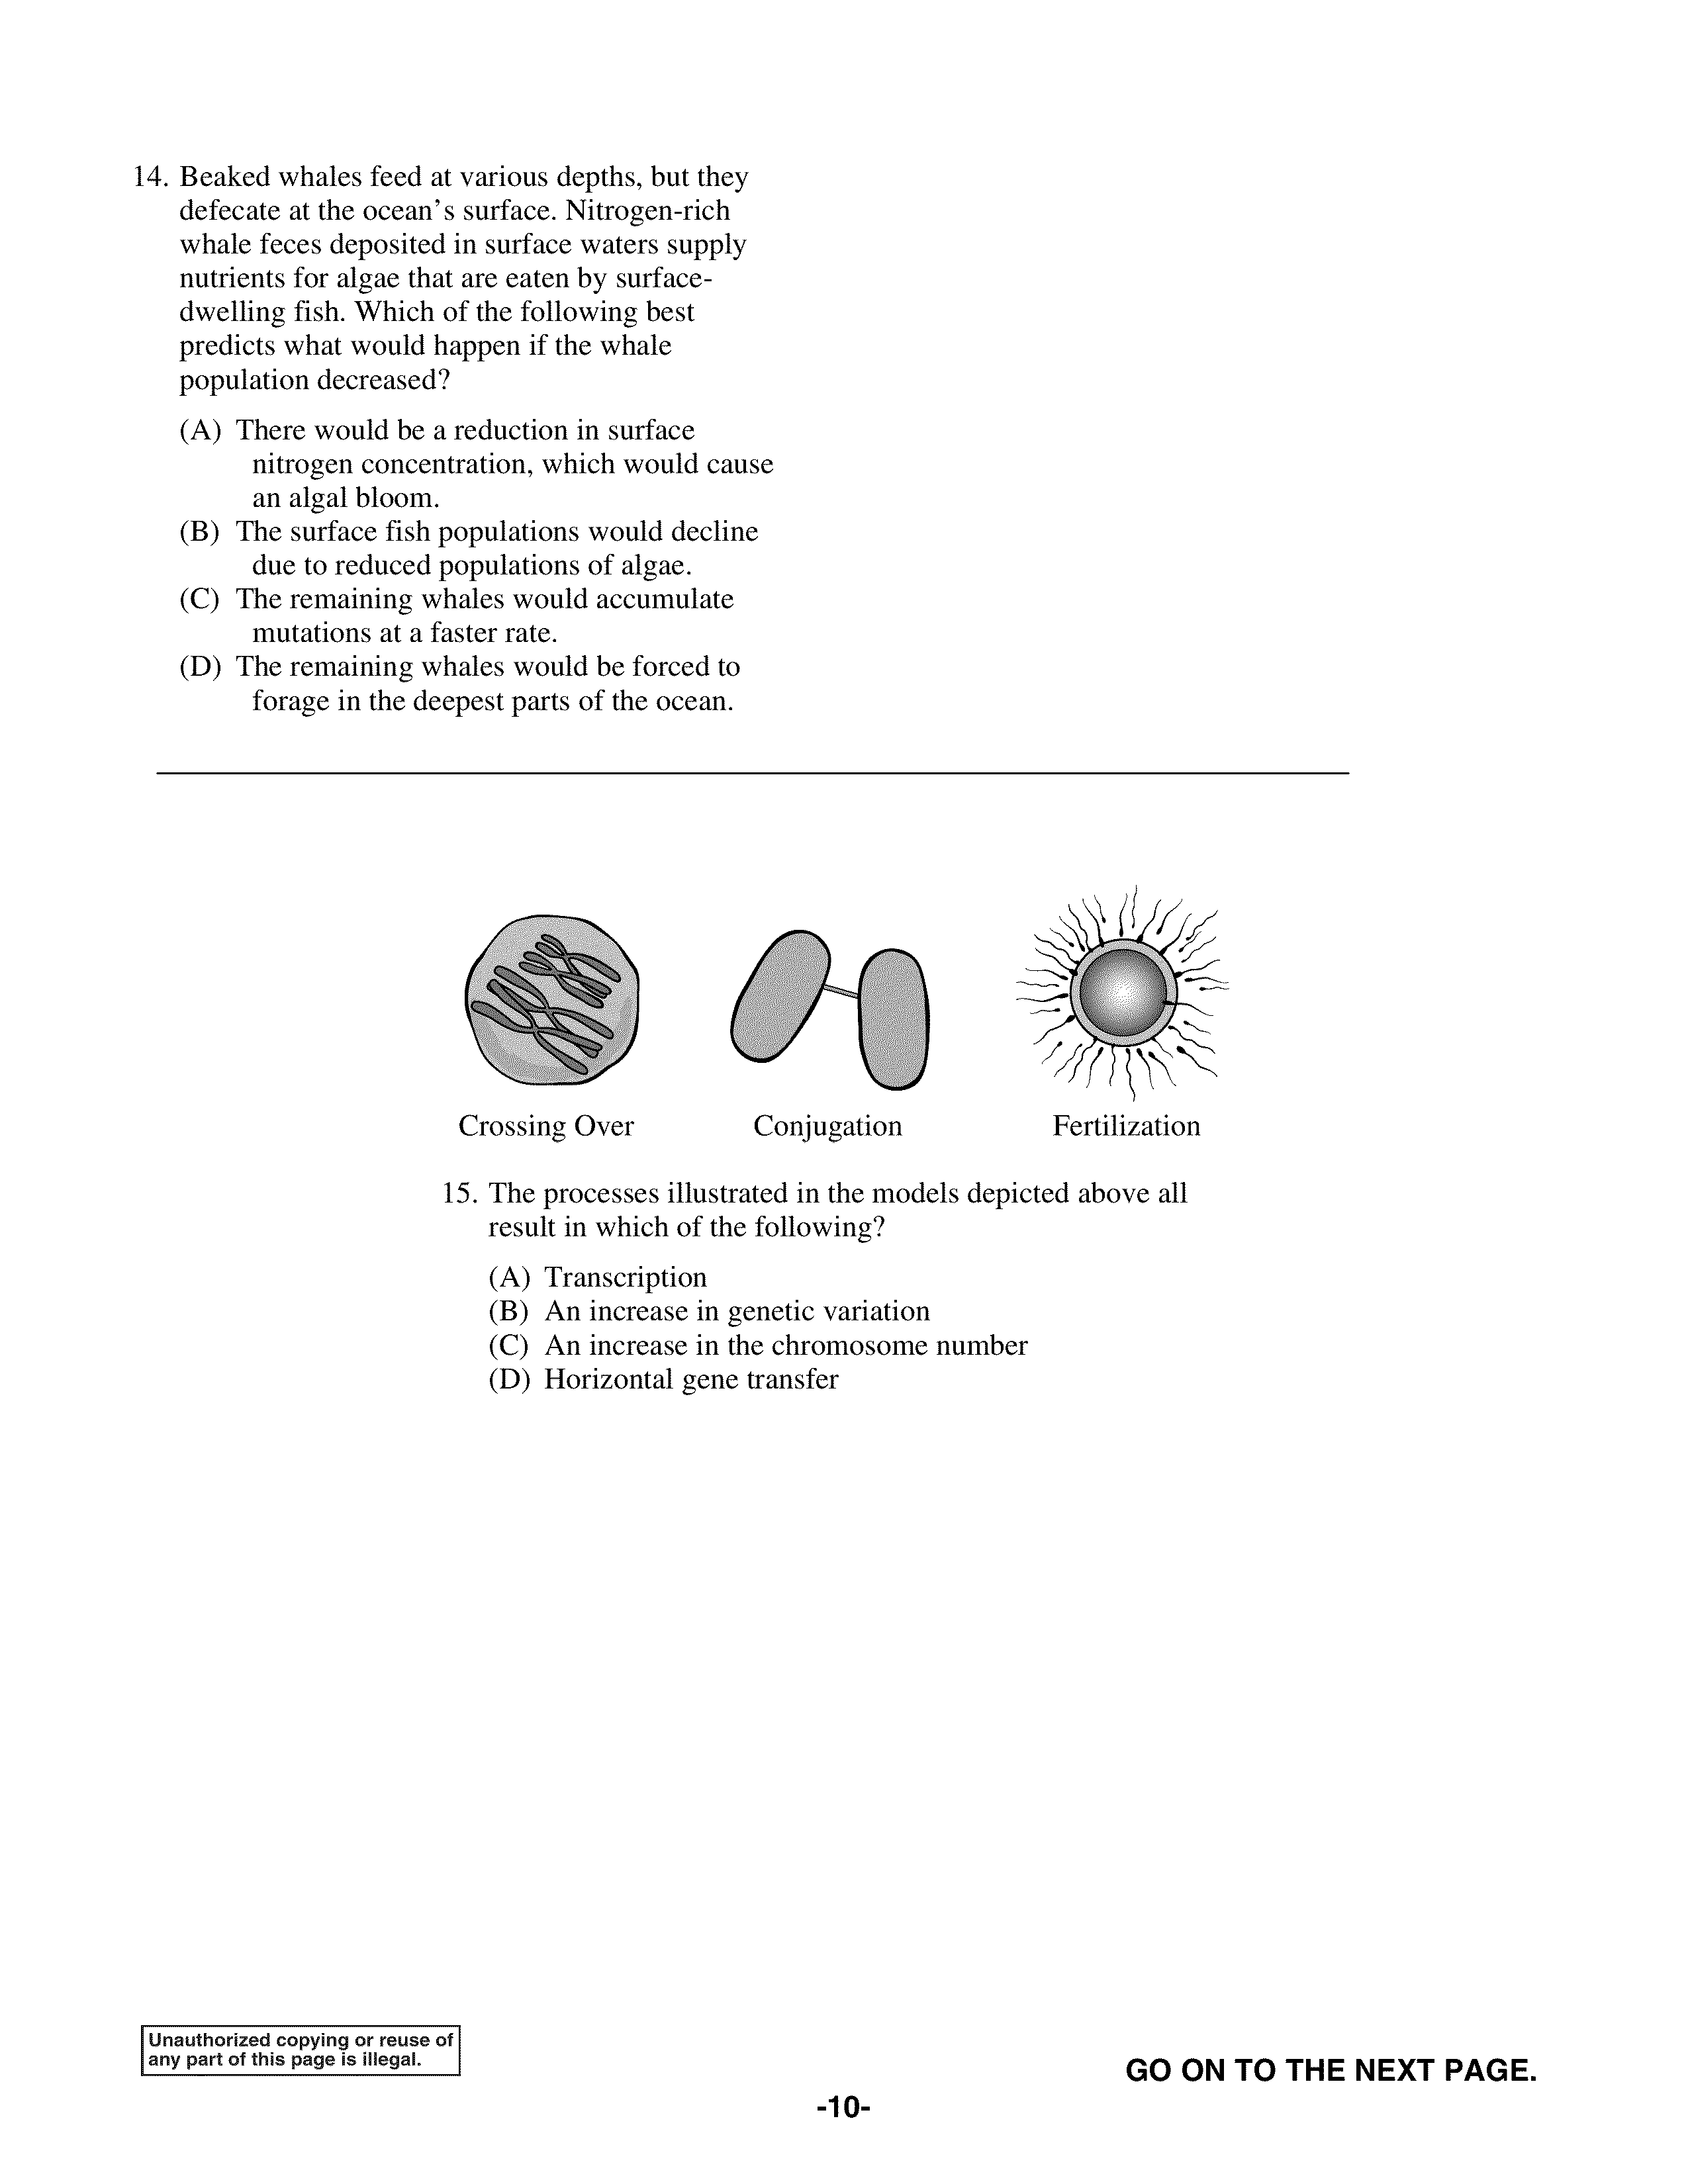 14. Beaked whales feed at various depths, but they
defecate at the ocean's surface. Nitrogen-rich
whale feces deposited in surface waters supply
nutrients for algae that are eaten by surface-
dwelling fish. Which of the following best
predicts what would happen if the whale
population decreased?
(A) There would be a reduction in surface
nitrogen concentration, which would cause
an algal bloom.
(B) The surface fish populations would decline
due to reduced populations of algae.
(C) The remaining whales would accumulate
mutations at a faster rate.
(D) The remaining whales would be forced to
forage in the deepest parts of the ocean.
Crossing Over
Conjugation
Fertilization
15. The processes illustrated in the models depicted above all
result in which of the following?
(A) Transcription
(B) An increase in genetic variation
(C) An increase in the chromosome number
(D) Horizontal gene transfer
Unauthorized copying or reuse of
any part of this page is illegal.
GO ON TO THE NEXT PAGE.
-10-